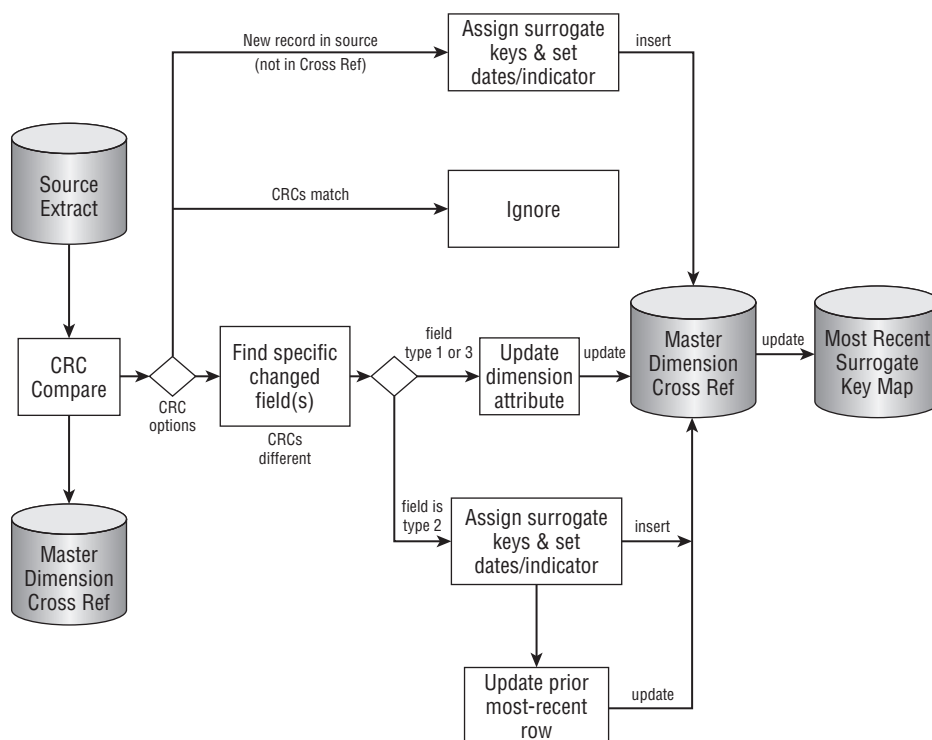 New record in source
(not in Cross Ref)
Assign surrogate
keys & set
dates/indicator
insert
Source
Extract
CRCs match
Ignore
CRC
Compare
CRC
options
Find specific
changed
field(s)
CRCs
different
field
type 1 or 3
Update
dimension
attribute
update
Master
Dimension
Cross Ref
update
Most Recent
Surrogate
Key Map
Master
Dimension
Cross Ref
field is
type 2
Assign surrogate
keys & set
dates/indicator
insert
Update prior
most-recent
row
update